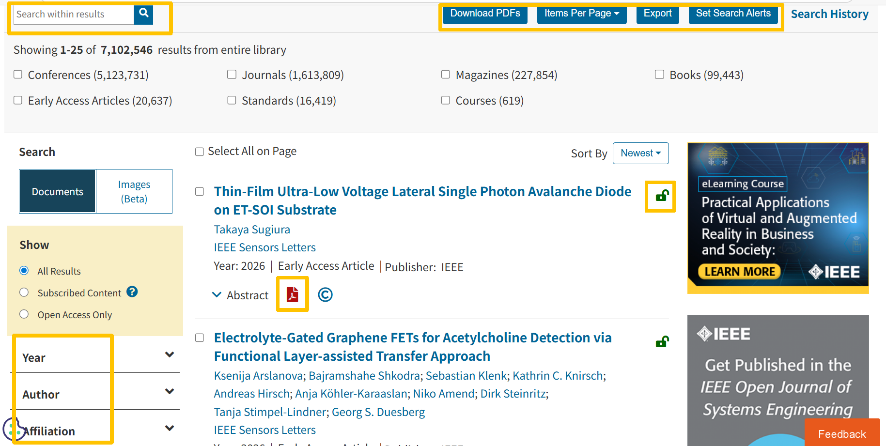 Search within results
Download PDFs
Items Per Page
Export
Set Search Alerts
Search History
Showing 1-25 of 7,102,546 results from entire library
Conferences (5,123,731)
Journals (1,613,809)
Magazines (227,854)
Books (99,443)
Early Access Articles (20,637)
Standards (16,419)
Courses (619)
Search
Documents
Images
(Beta)
Show
All Results
Subscribed Content ?
Open Access Only
Year
Author
Affiliation
Select All on Page
Sort By
Newest
Thin-Film Ultra-Low Voltage Lateral Single Photon Avalanche Diode
on ET-SOI Substrate
Takaya Sugiura
IEEE Sensors Letters
Year: 2026 | Early Access Article | Publisher: IEEE
Abstract
©
Electrolyte-Gated Graphene FETs for Acetylcholine Detection via
Functional Layer-assisted Transfer Approach
Ksenija Arslanova; Bajramshahe Shkodra; Sebastian Klenk; Kathrin C. Knirsch;
Andreas Hirsch; Anja Köhler-Karaaslan; Niko Amend; Dirk Steinritz;
Tanja Stimpel-Lindner; Georg S. Duesberg
IEEE Sensors Letters
eLearning Course
Practical Applications
of Virtual and Augmented
Reality in Business
and Society:
LEARN MORE
IEEE
IEEE
Get Published in the
IEEE Open Journal of
Systems Engineering
Feedback